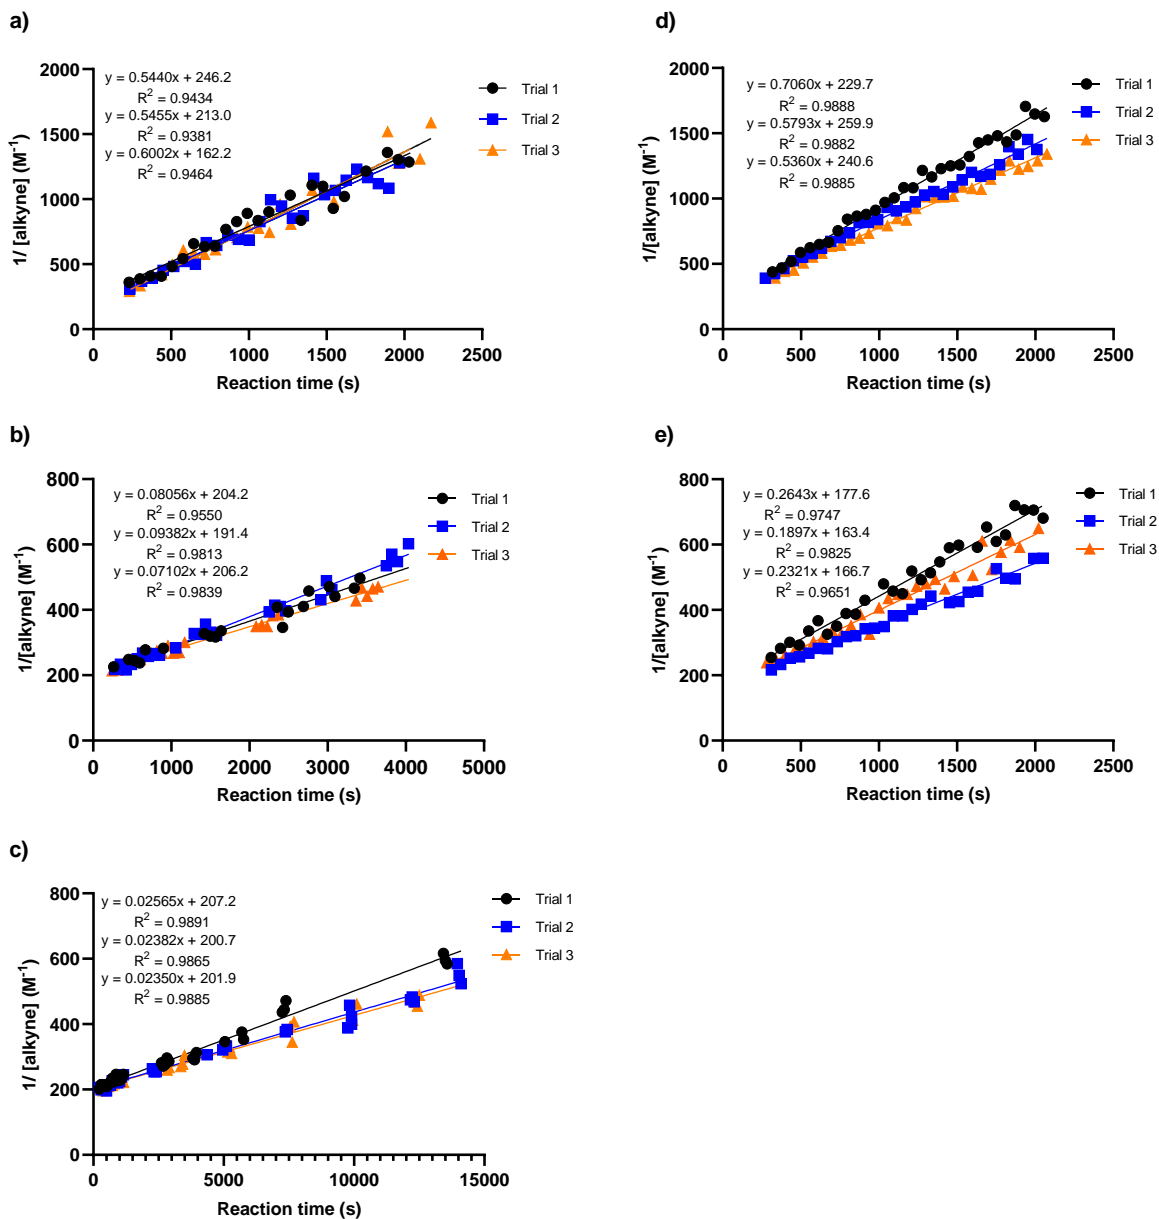 a)
y = 0.5440x + 246.2
R² = 0.9434
y = 0.5455x + 213.0
R² = 0.9381
y = 0.6002x + 162.2
R² = 0.9464
Trial 1
Trial 2
Trial 3
2000
1500
1000
500
0
1/ [alkyne] (M⁻¹)
0 500 1000 1500 2000 2500
Reaction time (s)
d)
y = 0.7060x + 229.7
R² = 0.9888
y = 0.5793x + 259.9
R² = 0.9882
y = 0.5360x + 240.6
R² = 0.9885
Trial 1
Trial 2
Trial 3
2000
1500
1000
500
0
1/[alkyne] (M⁻¹)
0 500 1000 1500 2000 2500
Reaction time (s)
b)
y = 0.08056x + 204.2
R² = 0.9550
y = 0.09382x + 191.4
R² = 0.9813
y = 0.07102x + 206.2
R² = 0.9839
Trial 1
Trial 2
Trial 3
800
600
400
200
0
1/[alkyne] (M⁻¹)
0 1000 2000 3000 4000 5000
Reaction time (s)
e)
y = 0.2643x + 177.6
R² = 0.9747
y = 0.1897x + 163.4
R² = 0.9825
y = 0.2321x + 166.7
R² = 0.9651
Trial 1
Trial 2
Trial 3
800
600
400
200
0
1/[alkyne] (M⁻¹)
0 500 1000 1500 2000 2500
Reaction time (s)
c)
y = 0.02565x + 207.2
R² = 0.9891
y = 0.02382x + 200.7
R² = 0.9865
y = 0.02350x + 201.9
R² = 0.9885
Trial 1
Trial 2
Trial 3
800
600
400
200
0
1/ [alkyne] (M⁻¹)
0 5000 10000 15000
Reaction time (s)